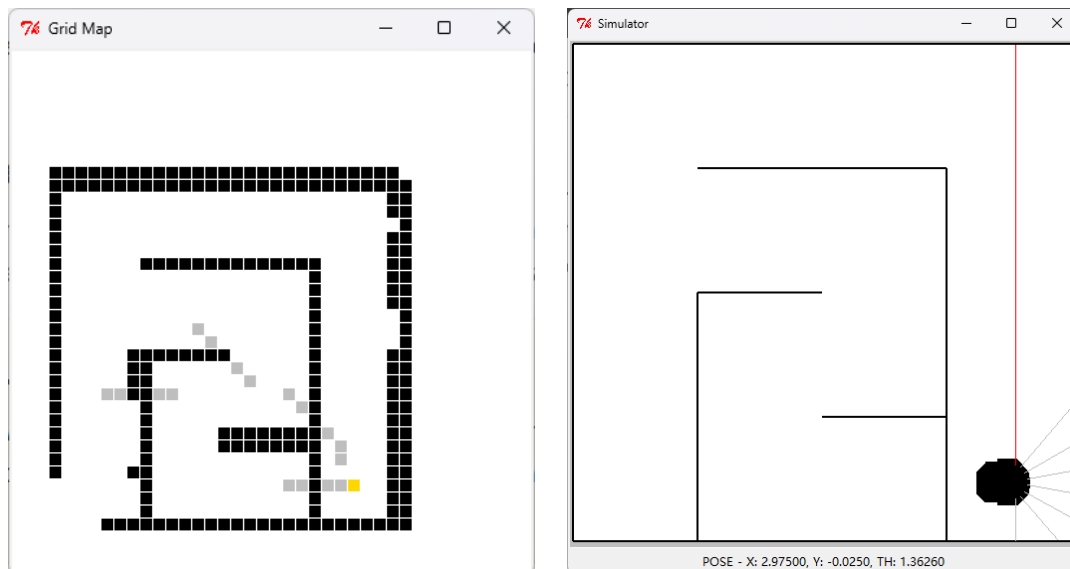 Grid Map
Simulator
POSE - X: 2.97500, Y: -0.0250, TH: 1.36260